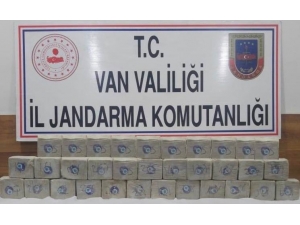 T.C.
VAN VALİLİĞİ
İL JANDARMA KOMUTANLIĞI